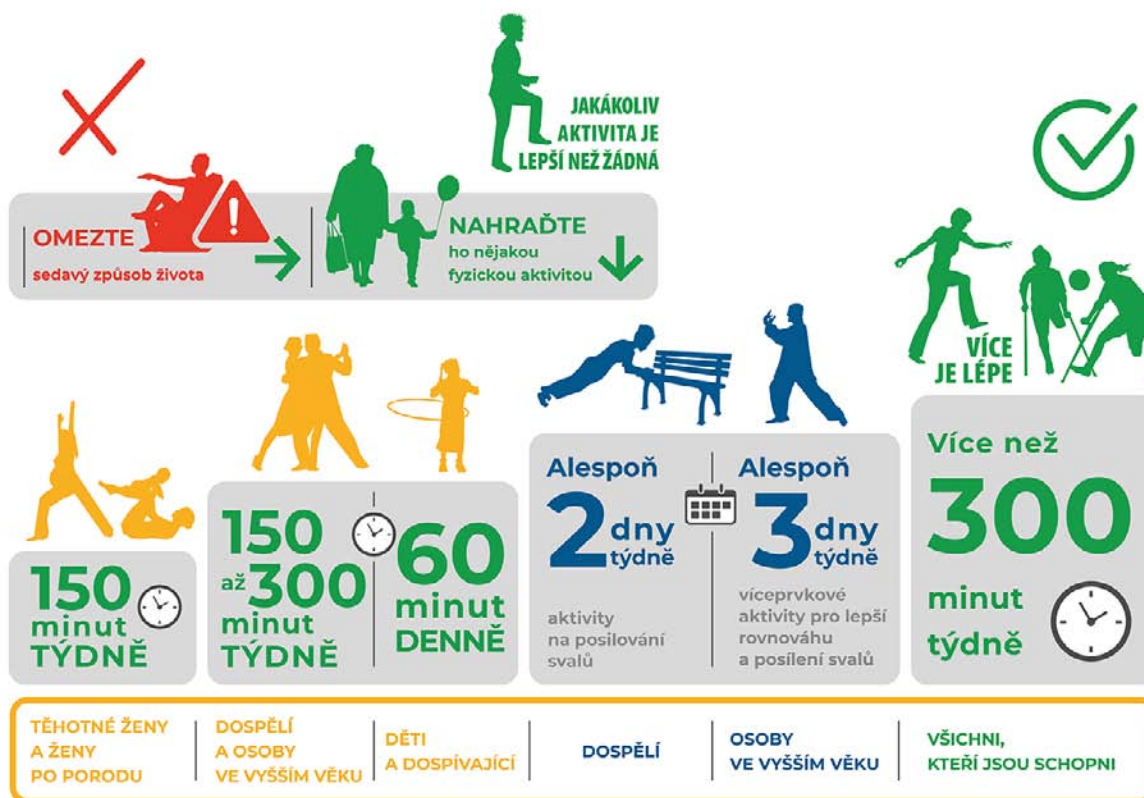 JAKÁKOLIV
AKTIVITA JE
LEPŠÍ NEŽ ŽÁDNÁ
OMEZTE
sedavý způsob života
NAHRAĎTE
ho nějakou
fyzickou aktivitou
VÍCE
JE LÉPE
150
minut
TÝDNĚ
150
až 300
minut
TÝDNĚ
60
minut
DENNĚ
Alespoň
2 dny
týdně
aktivity
na posilování
svalů
Alespoň
3 dny
týdně
víceprvkové
aktivity pro lepší
rovnováhu
a posílení svalů
Více než
300
minut
týdně
TĚHOTNÉ ŽENY
A ŽENY
PO PORODU
DOSPĚLÍ
A OSOBY
VE VYŠŠÍM VĚKU
DĚTI
A DOSPÍVAJÍCÍ
DOSPĚLÍ
OSOBY
VE VYŠŠÍM VĚKU
VŠICHNI,
KTEŘÍ JSOU SCHOPNI